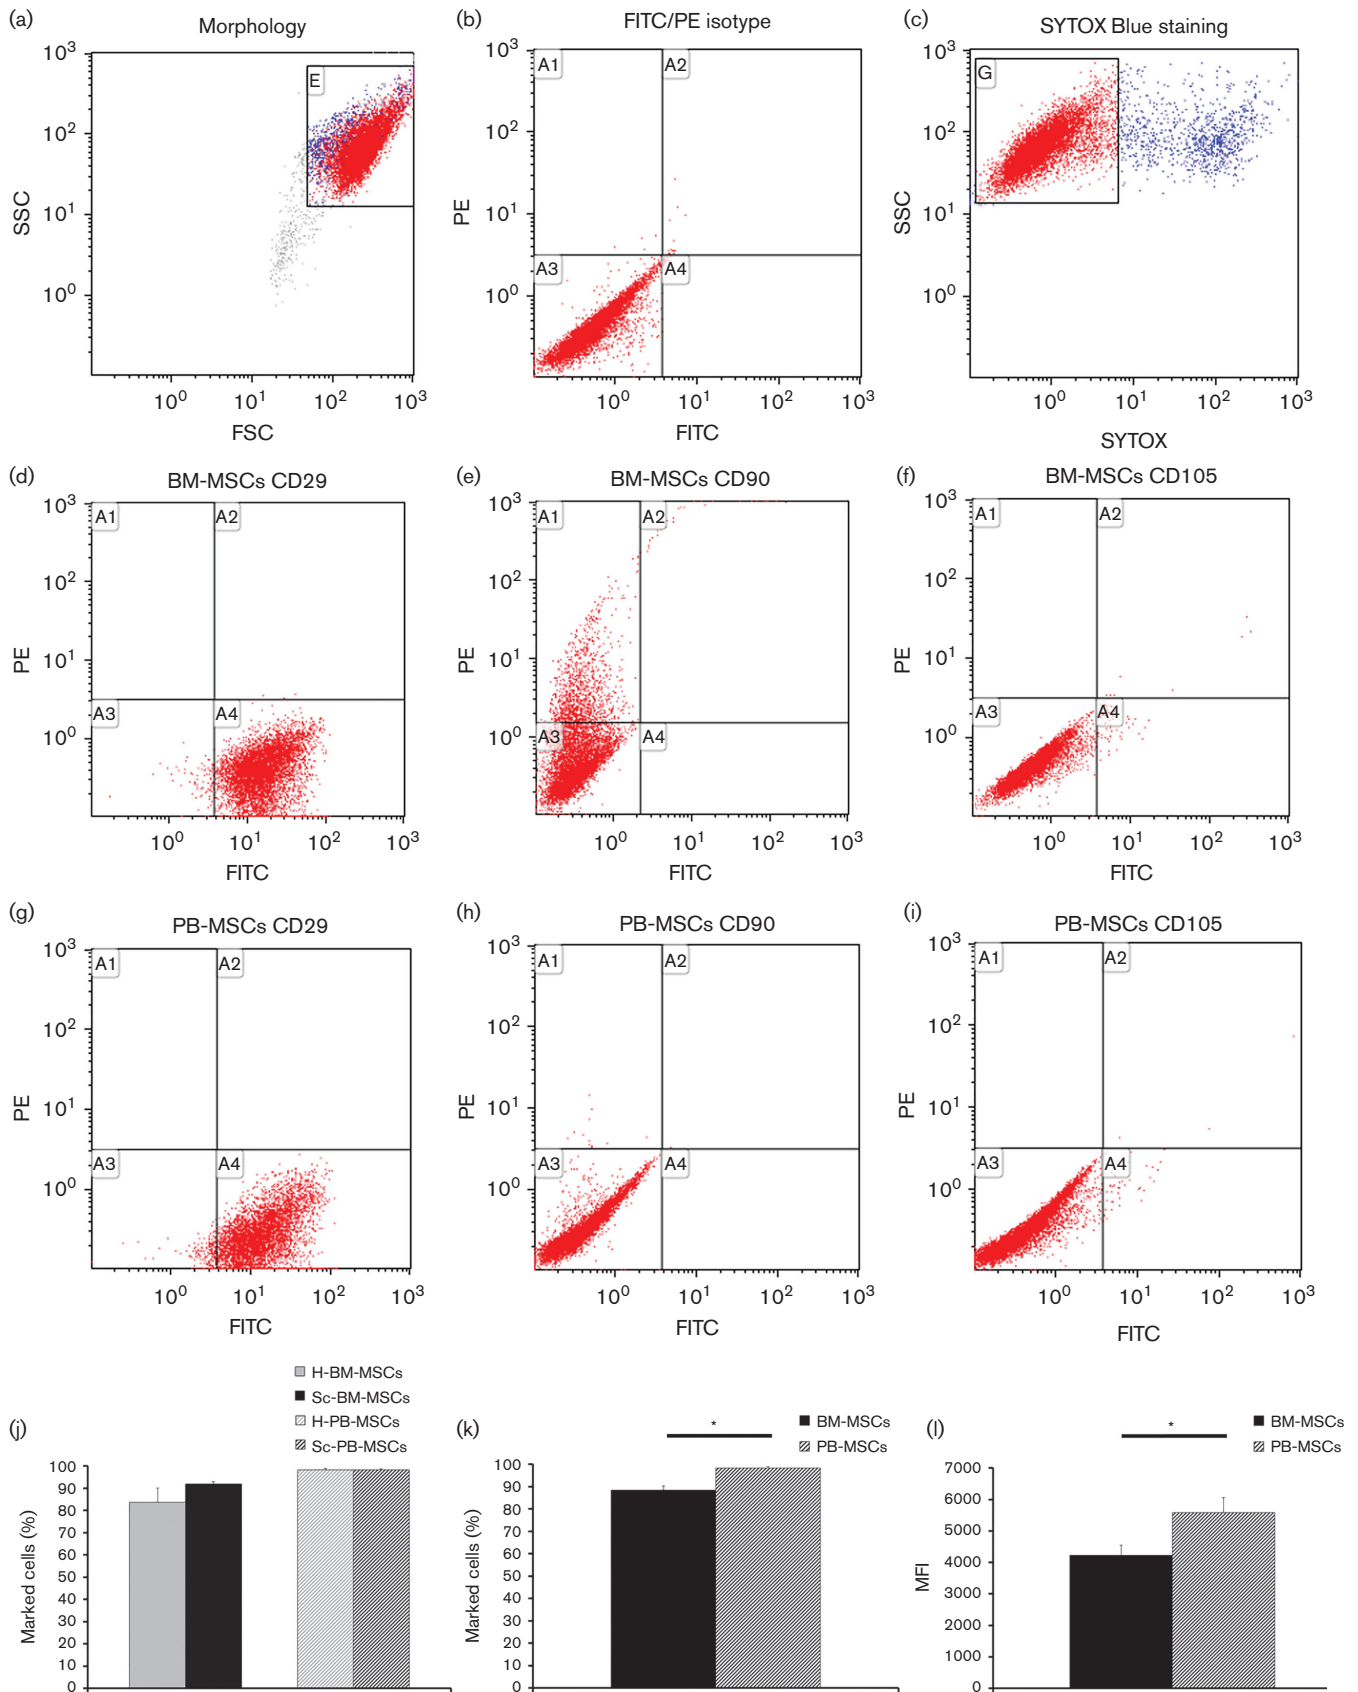 (a)
Morphology
10³
10²
10¹
10⁰
SSC
E
10⁰ 10¹ 10² 10³
FSC
(b)
FITC/PE isotype
10³
10²
10¹
10⁰
PE
A1 A2
A3 A4
10⁰ 10¹ 10² 10³
FITC
(c)
SYTOX Blue staining
10³
10²
10¹
10⁰
SSC
G
10⁰ 10¹ 10² 10³
SYTOX
(d)
BM-MSCs CD29
10³
10²
10¹
10⁰
PE
A1 A2
A3 A4
10⁰ 10¹ 10² 10³
FITC
(e)
BM-MSCs CD90
10³
10²
10¹
10⁰
PE
A1 A2
A3 A4
10⁰ 10¹ 10² 10³
FITC
(f)
BM-MSCs CD105
10³
10²
10¹
10⁰
PE
A1 A2
A3 A4
10⁰ 10¹ 10² 10³
FITC
(g)
PB-MSCs CD29
10³
10²
10¹
10⁰
PE
A1 A2
A3 A4
10⁰ 10¹ 10² 10³
FITC
(h)
PB-MSCs CD90
10³
10²
10¹
10⁰
PE
A1 A2
A3 A4
10⁰ 10¹ 10² 10³
FITC
(i)
PB-MSCs CD105
10³
10²
10¹
10⁰
PE
A1 A2
A3 A4
10⁰ 10¹ 10² 10³
FITC
(j)
H-BM-MSCs
Sc-BM-MSCs
H-PB-MSCs
Sc-PB-MSCs
Marked cells (%)
100
90
80
70
60
50
40
30
20
10
0
(k)
*
BM-MSCs
PB-MSCs
Marked cells (%)
100
90
80
70
60
50
40
30
20
10
0
(l)
*
BM-MSCs
PB-MSCs
MFI
7000
6000
5000
4000
3000
2000
1000
0